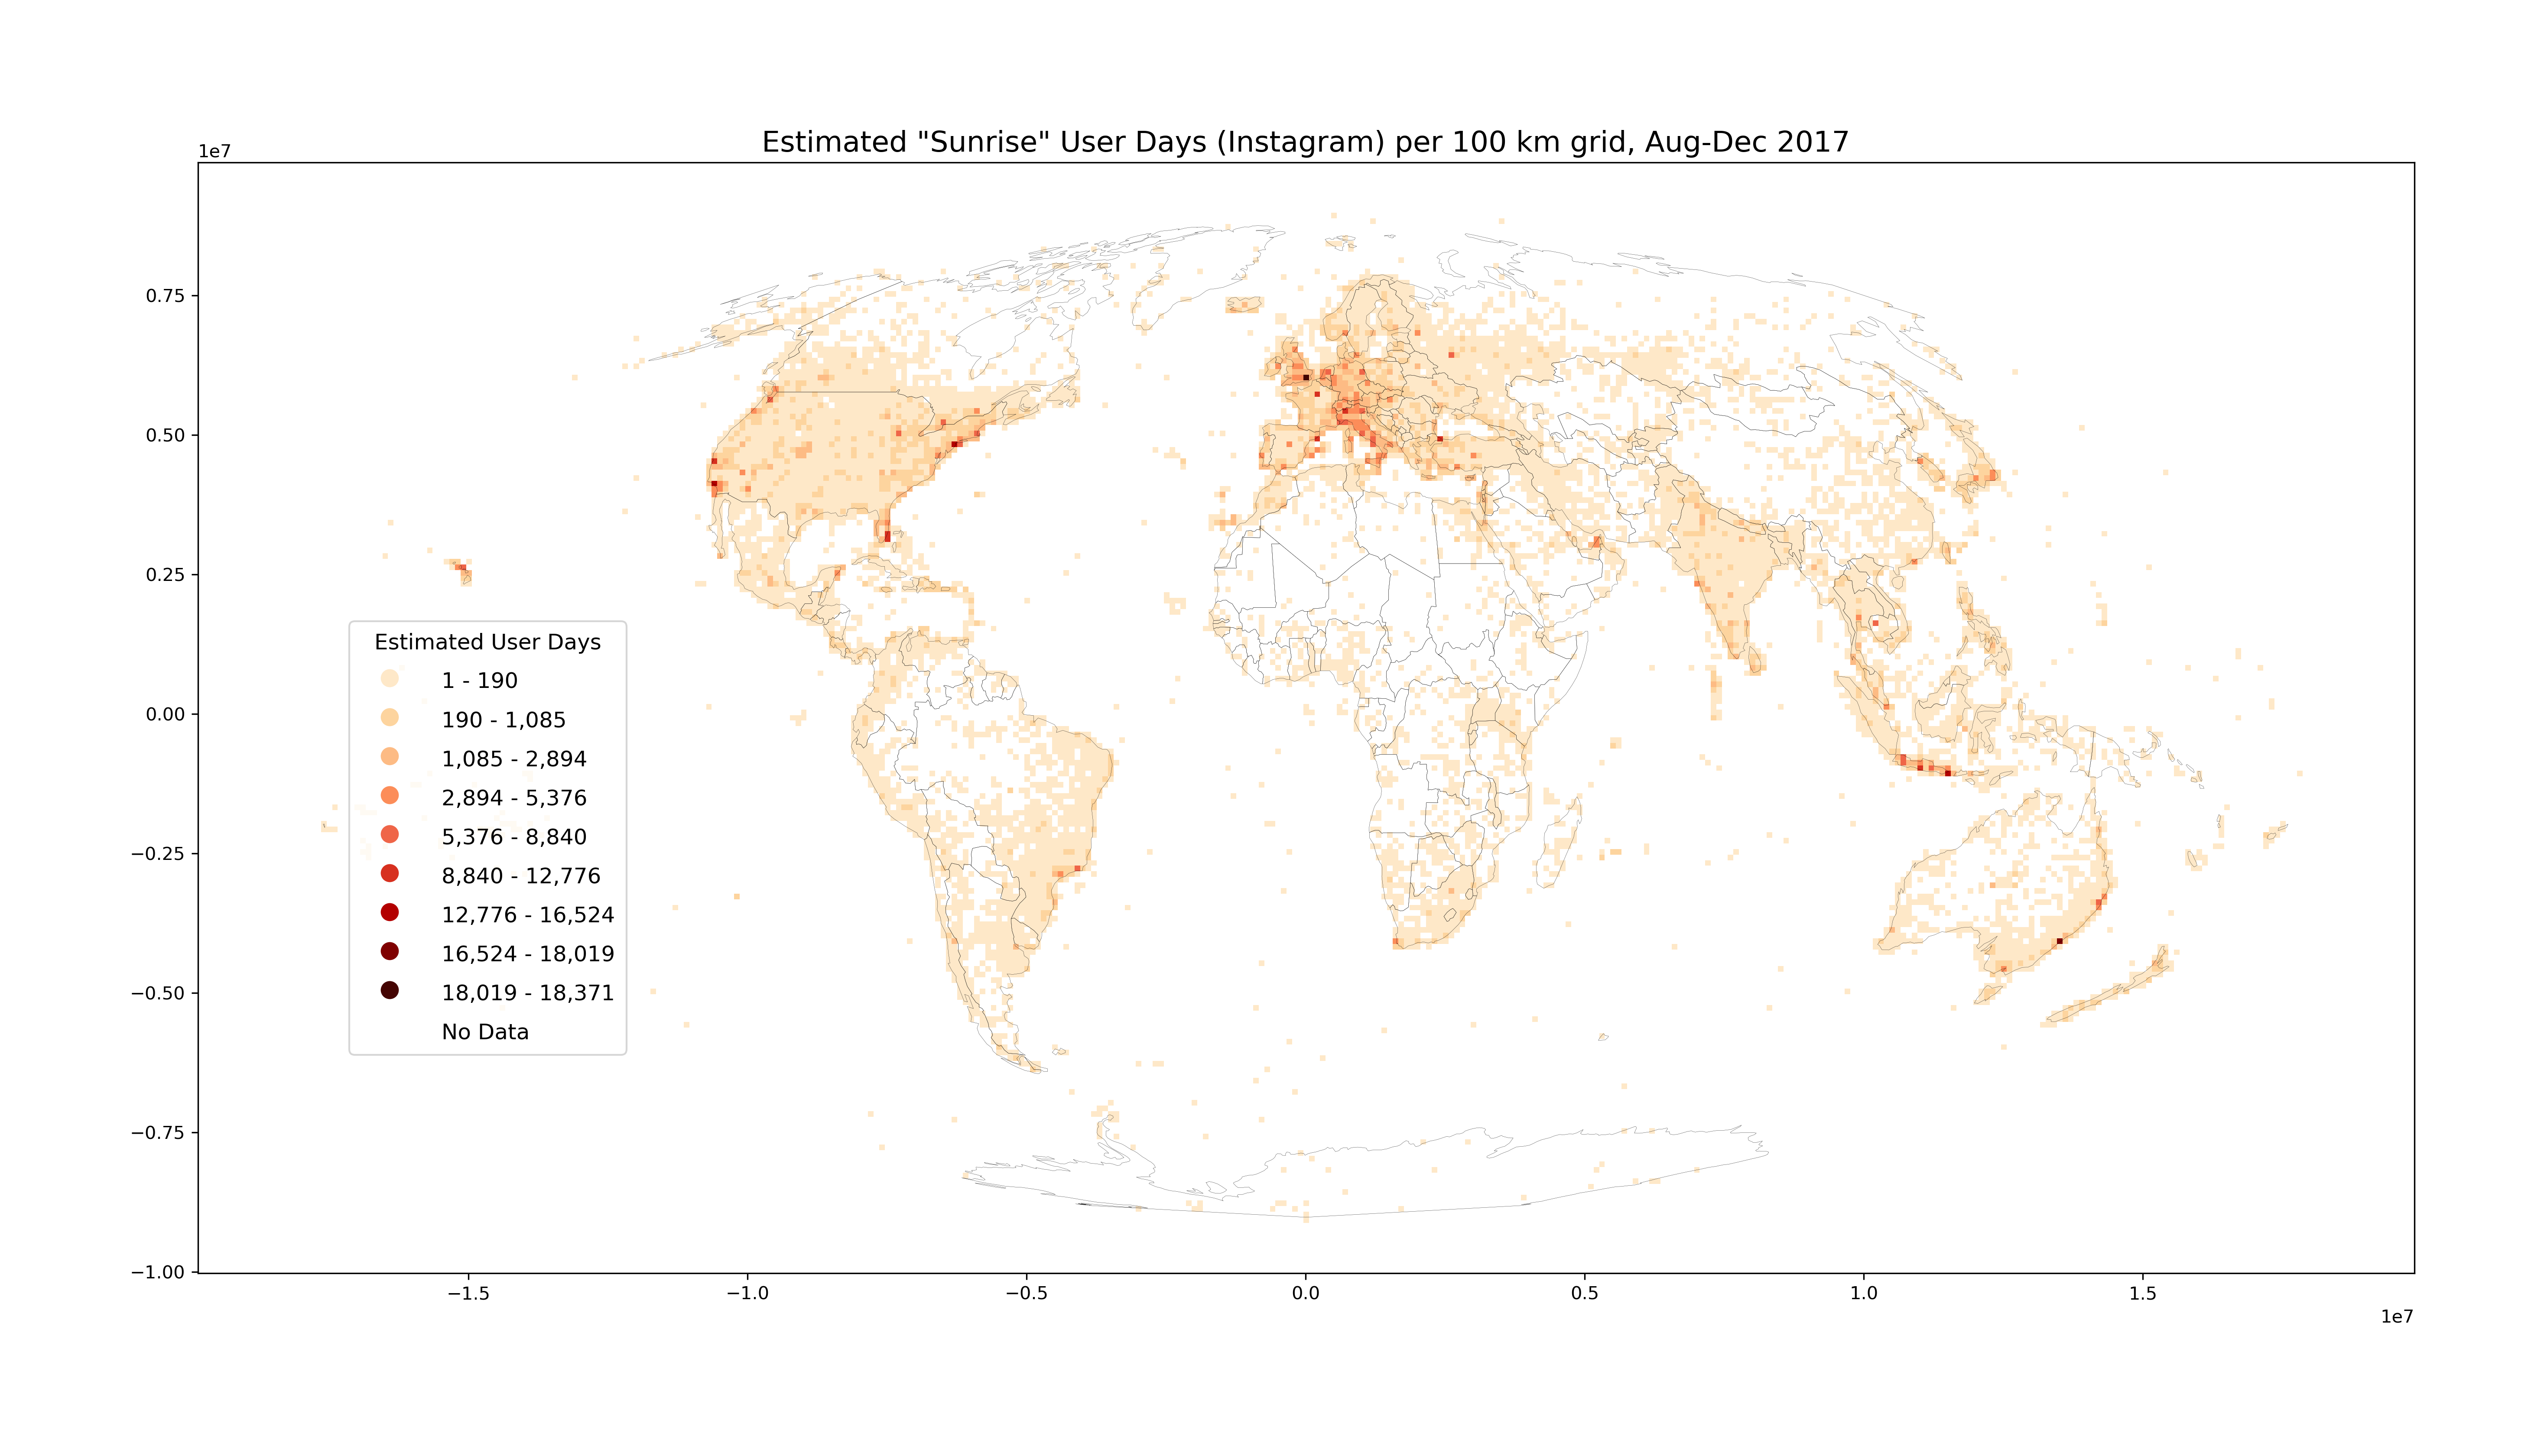 Estimated "Sunrise" User Days (Instagram) per 100 km grid, Aug-Dec 2017
1e7
0.75
0.50
0.25
0.00
−0.25
−0.50
−0.75
−1.00
Estimated User Days
1 - 190
190 - 1,085
1,085 - 2,894
2,894 - 5,376
5,376 - 8,840
8,840 - 12,776
12,776 - 16,524
16,524 - 18,019
18,019 - 18,371
No Data
−1.5 −1.0 −0.5 0.0 0.5 1.0 1.5
1e7